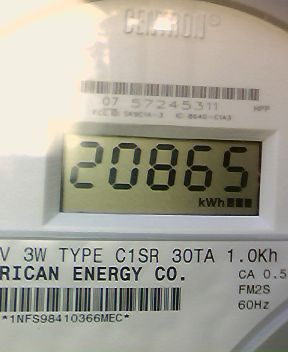 CENTRON®
07 57245311
20865
kWh
V 3W TYPE C1SR 30TA 1.0Kh
RICAN ENERGY CO.
CA 0.5
FM2S
60Hz
*1NFS98410366MEC*